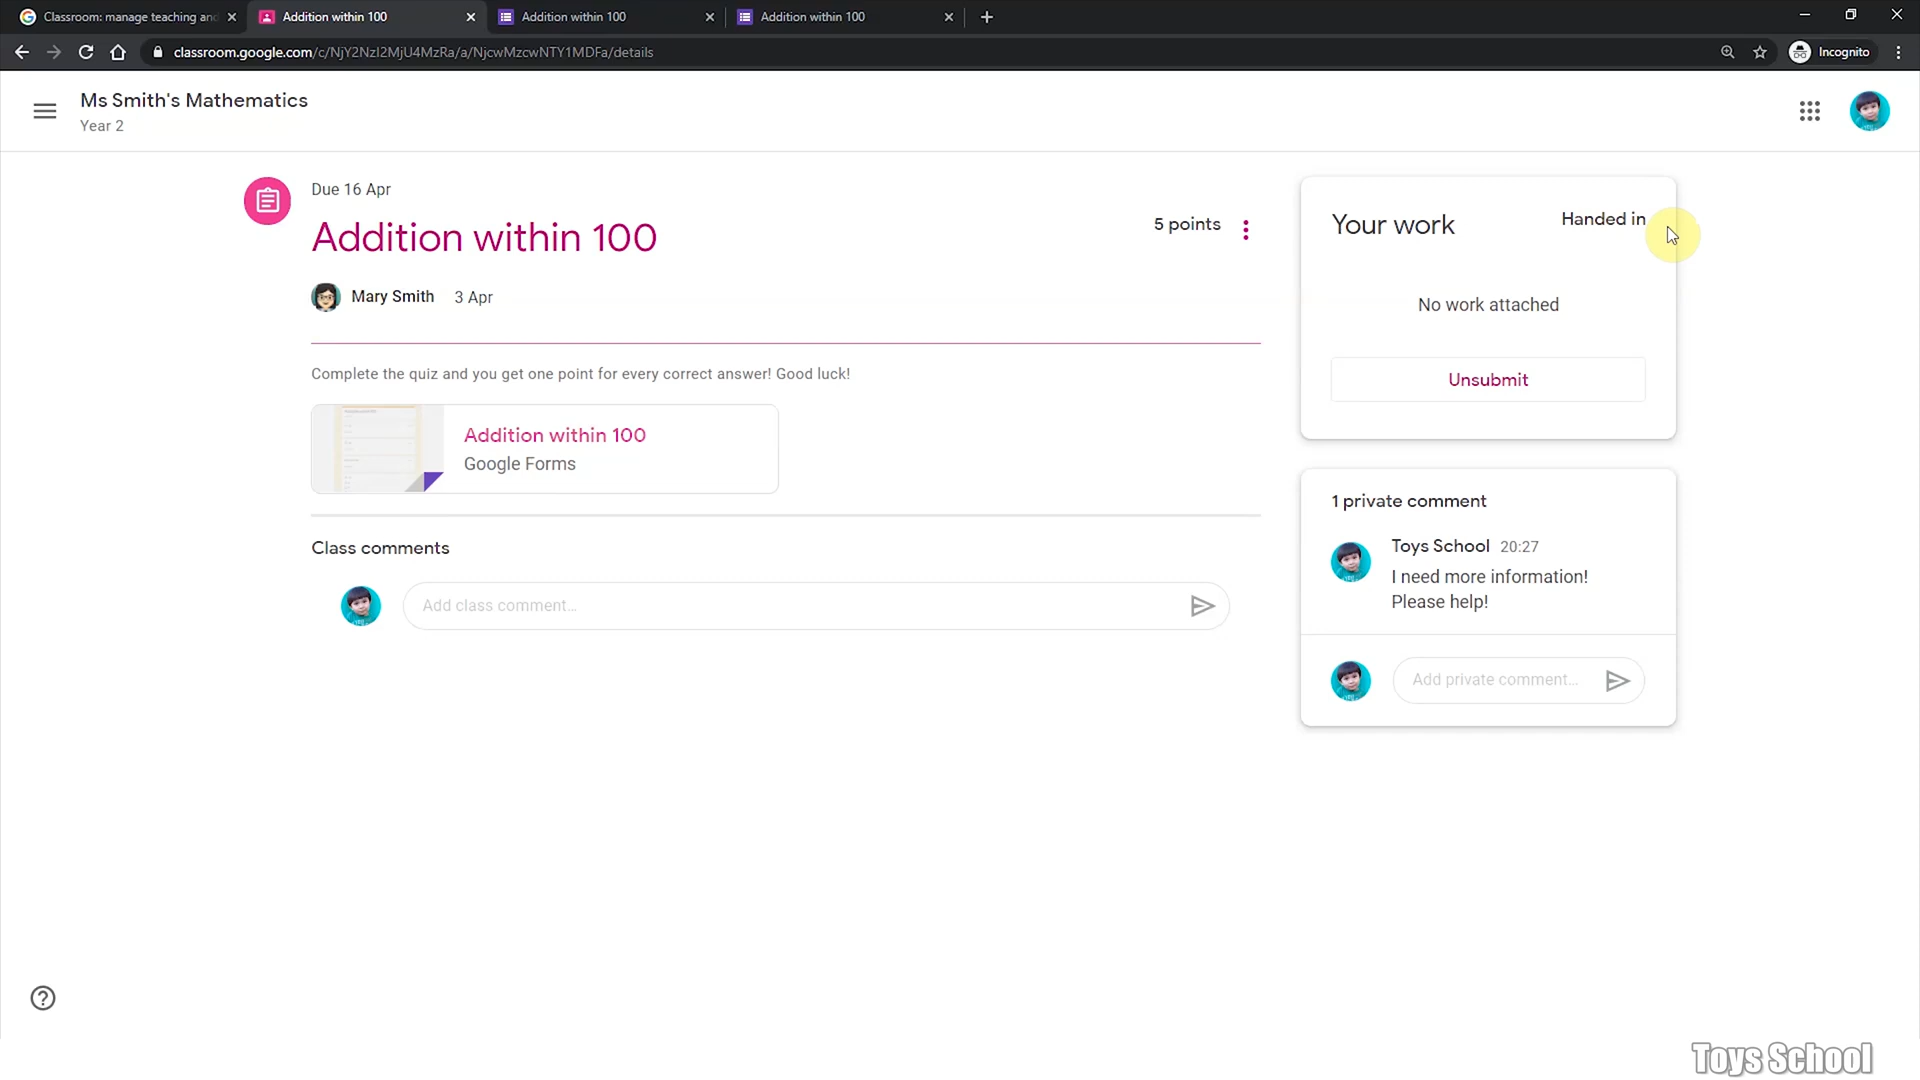 Classroom: manage teaching and
Addition within 100
Addition within 100
Addition within 100
classroom.google.com/c/NjY2NzI2MjU4MzRa/a/NjcwMzcwNTY1MDFa/details
Incognito
Ms Smith's Mathematics
Year 2
Due 16 Apr
Addition within 100
5 points
Mary Smith 3 Apr
Complete the quiz and you get one point for every correct answer! Good luck!
Addition within 100
Google Forms
Class comments
Add class comment...
Your work
Handed in
No work attached
Unsubmit
1 private comment
Toys School 20:27
I need more information!
Please help!
Add private comment...
Toys School